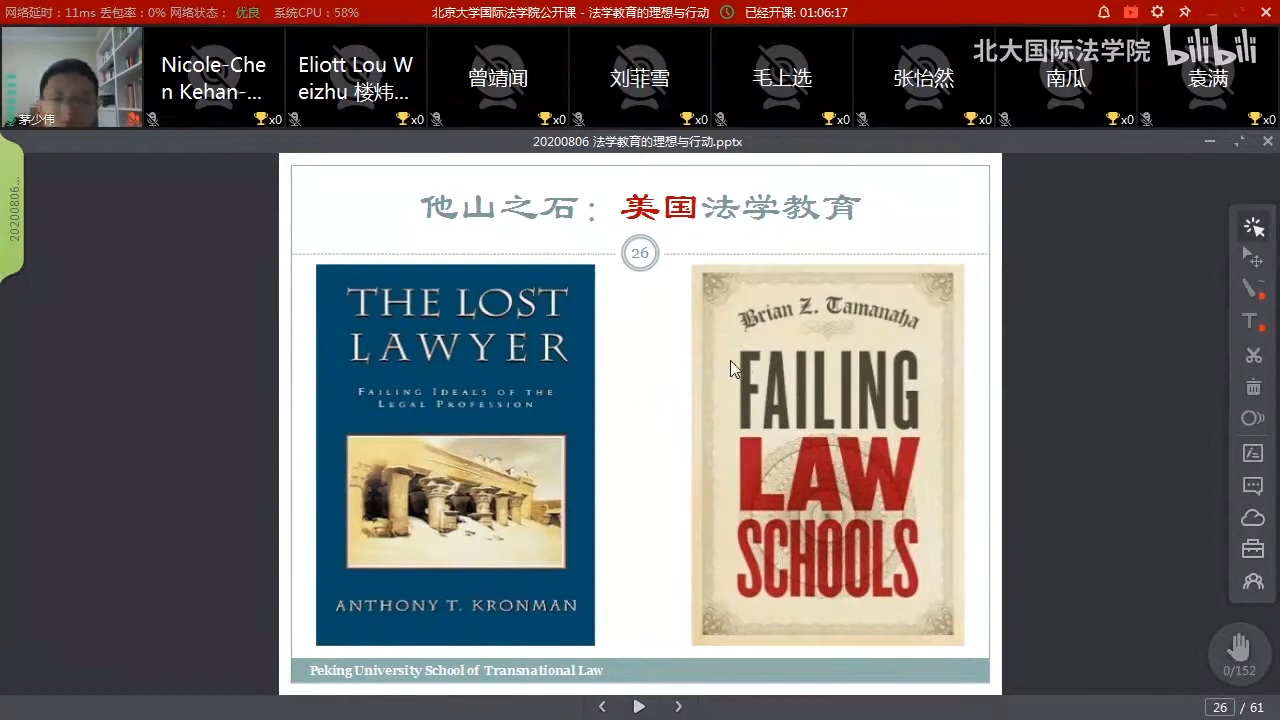 网络延时：11ms 丢包率：0% 网络状态： 优良 系统CPU：58%
北京大学国际法学院公开课 - 法学教育的理想与行动
已经开课: 01:06:17
北大国际法学院 bilibili
茅少伟
Nicole-Che
n Kehan-...
x0
Eliott Lou W
eizhu 楼炜...
x0
曾靖闻
x0
刘菲雪
x0
毛上选
x0
张怡然
x0
南瓜
x0
袁满
x0
20200806 法学教育的理想与行动.pptx
20200806...
他山之石：美国法学教育
26
THE LOST
LAWYER
FAILING IDEALS OF THE
LEGAL PROFESSION
ANTHONY T. KRONMAN
Brian Z. Tamanaha
FAILING
LAW
SCHOOLS
Peking University School of Transnational Law
0/152
26 / 61